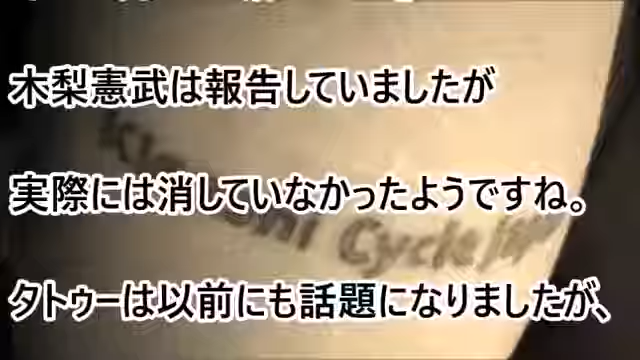 木梨憲武は報告していましたが
実際には消していなかったようですね。
Cycle
タトゥーは以前にも話題になりましたが、